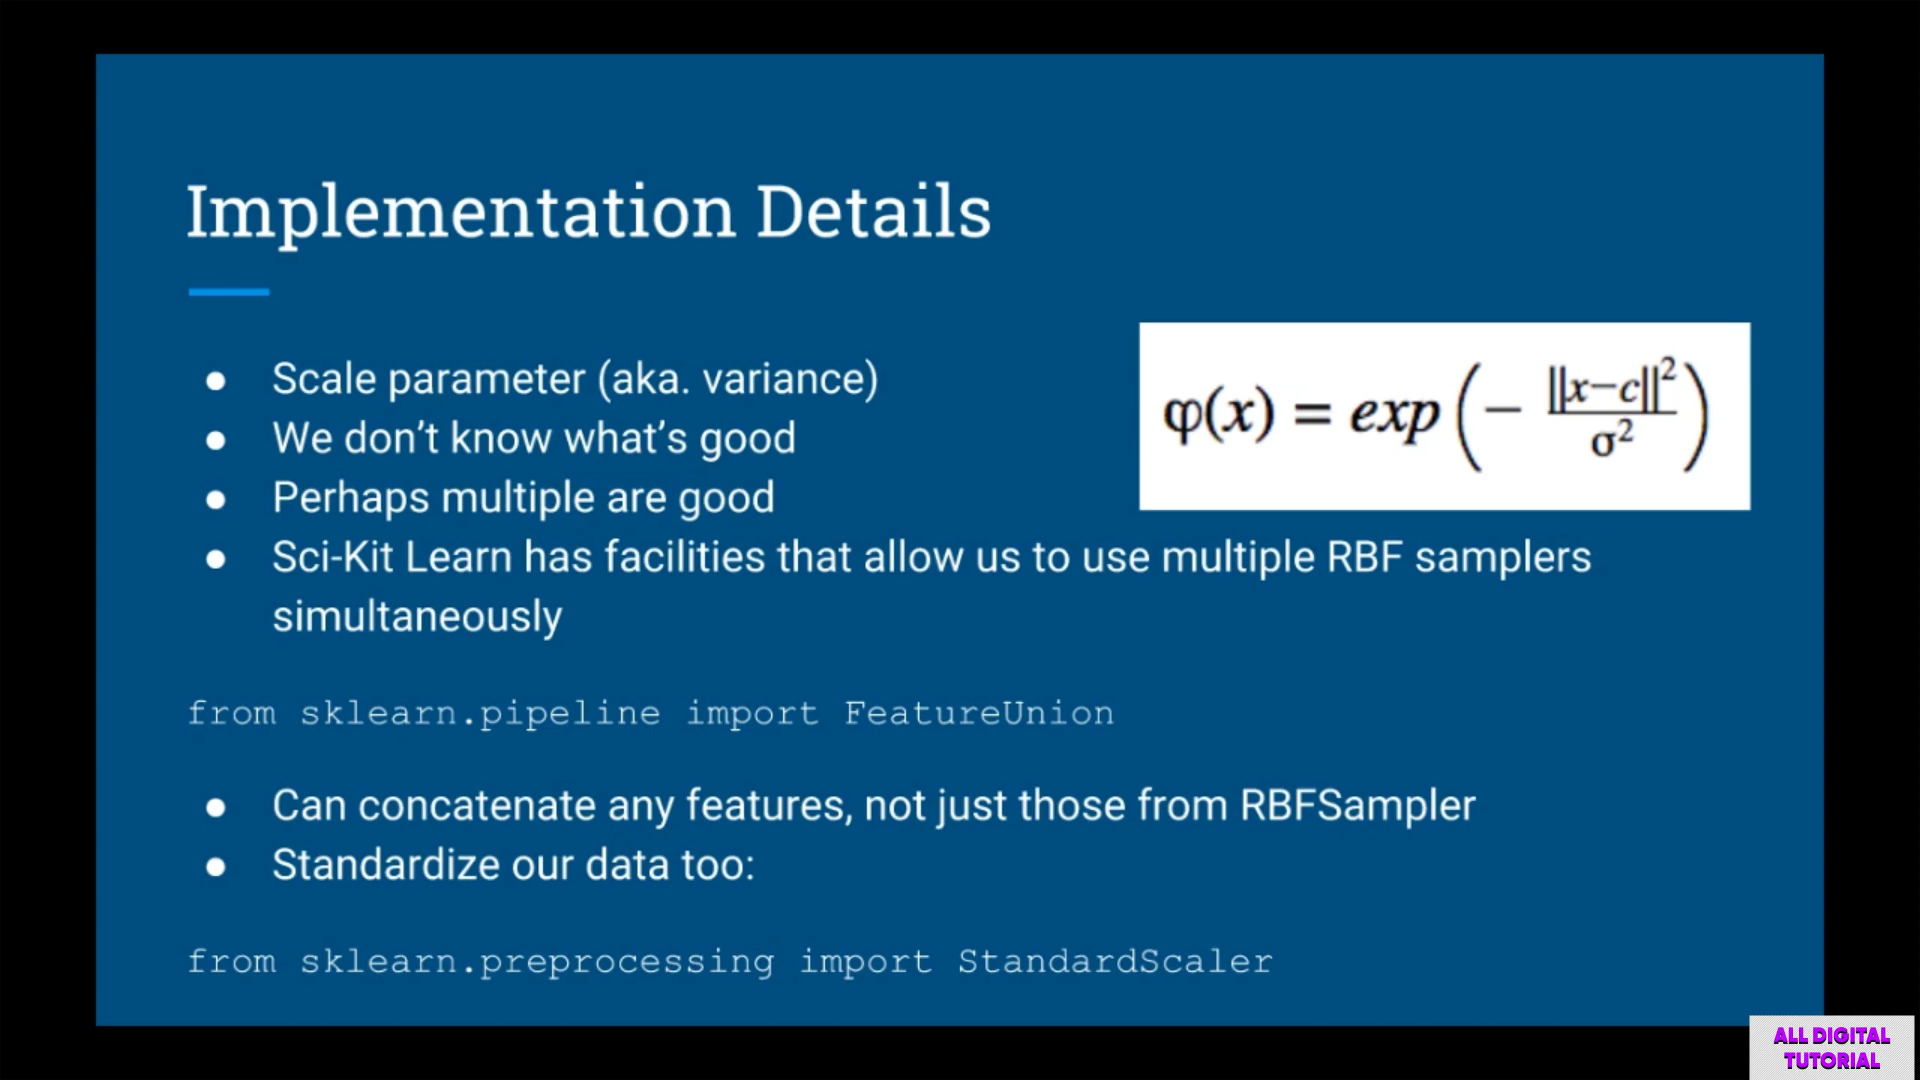 Implementation Details
● Scale parameter (aka. variance)
● We don't know what's good
● Perhaps multiple are good
φ(x) = exp(− ||x−c||² / σ²)
● Sci-Kit Learn has facilities that allow us to use multiple RBF samplers
simultaneously
from sklearn.pipeline import FeatureUnion
● Can concatenate any features, not just those from RBFSampler
● Standardize our data too:
from sklearn.preprocessing import StandardScaler
ALL DIGITAL
TUTORIAL